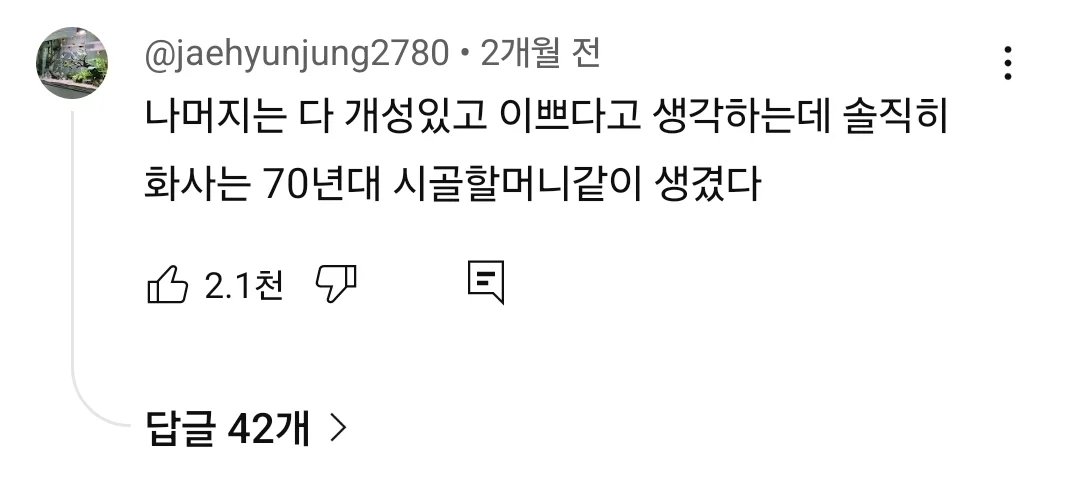 @jaehyunjung2780 • 2개월 전
나머지는 다 개성있고 이쁘다고 생각하는데 솔직히
화사는 70년대 시골할머니같이 생겼다
2.1천
답글 42개